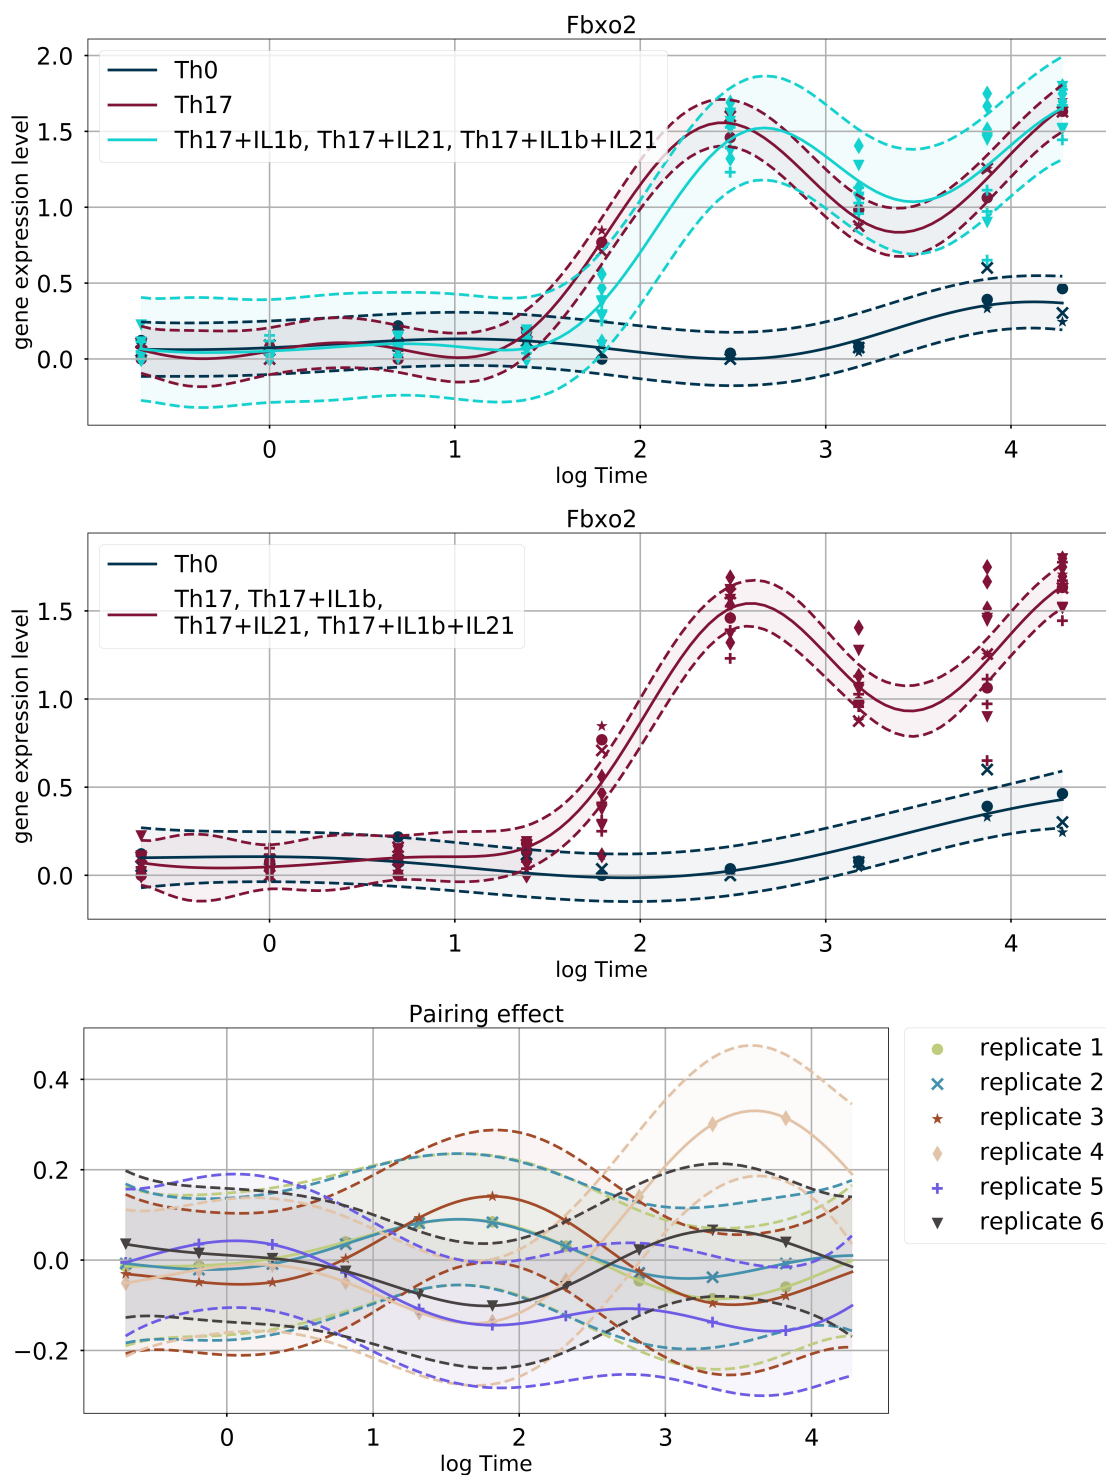 Fbxo2
2.0
1.5
1.0
0.5
0.0
gene expression level
Th0
Th17
Th17+IL1b, Th17+IL21, Th17+IL1b+IL21
0 1 2 3 4
log Time
Fbxo2
1.5
1.0
0.5
0.0
gene expression level
Th0
Th17, Th17+IL1b,
Th17+IL21, Th17+IL1b+IL21
0 1 2 3 4
log Time
Pairing effect
0.4
0.2
0.0
−0.2
0 1 2 3 4
log Time
replicate 1
replicate 2
replicate 3
replicate 4
replicate 5
replicate 6